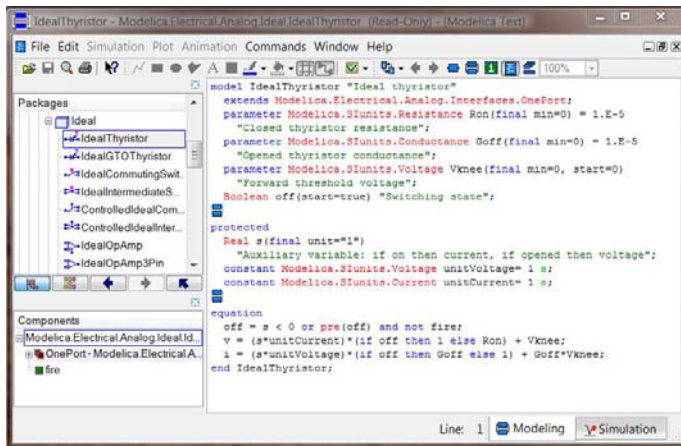 IdealThyristor - Modelica.Electrical.Analog.Ideal.IdealThyristor (Read-Only) - [Modelica Text]
File Edit Simulation Plot Animation Commands Window Help
100%
Packages
Ideal
IdealThyristor
IdealGTOThyristor
IdealCommutingSwit...
IdealIntermediateS...
ControlledIdealCom...
ControlledIdealInter...
IdealOpAmp
IdealOpAmp3Pin
Components
Modelica.Electrical.Analog.Ideal.Id...
OnePort - Modelica.Electrical.A...
fire
model IdealThyristor "Ideal thyristor"
extends Modelica.Electrical.Analog.Interfaces.OnePort;
parameter Modelica.SIunits.Resistance Ron(final min=0) = 1.E-5
"Closed thyristor resistance";
parameter Modelica.SIunits.Conductance Goff(final min=0) = 1.E-5
"Opened thyristor conductance";
parameter Modelica.SIunits.Voltage Vknee(final min=0, start=0)
"Forward threshold voltage";
Boolean off(start=true) "Switching state";
protected
Real s(final unit="1")
"Auxiliary variable: if on then current, if opened then voltage";
constant Modelica.SIunits.Voltage unitVoltage= 1 a;
constant Modelica.SIunits.Current unitCurrent= 1 a;
equation
off = s < 0 or pre(off) and not fire;
v = (s*unitCurrent)*(if off then 1 else Ron) + Vknee;
i = (s*unitVoltage)*(if off then Goff else 1) + Goff*Vknee;
end IdealThyristor;
Line: 1
Modeling
Simulation